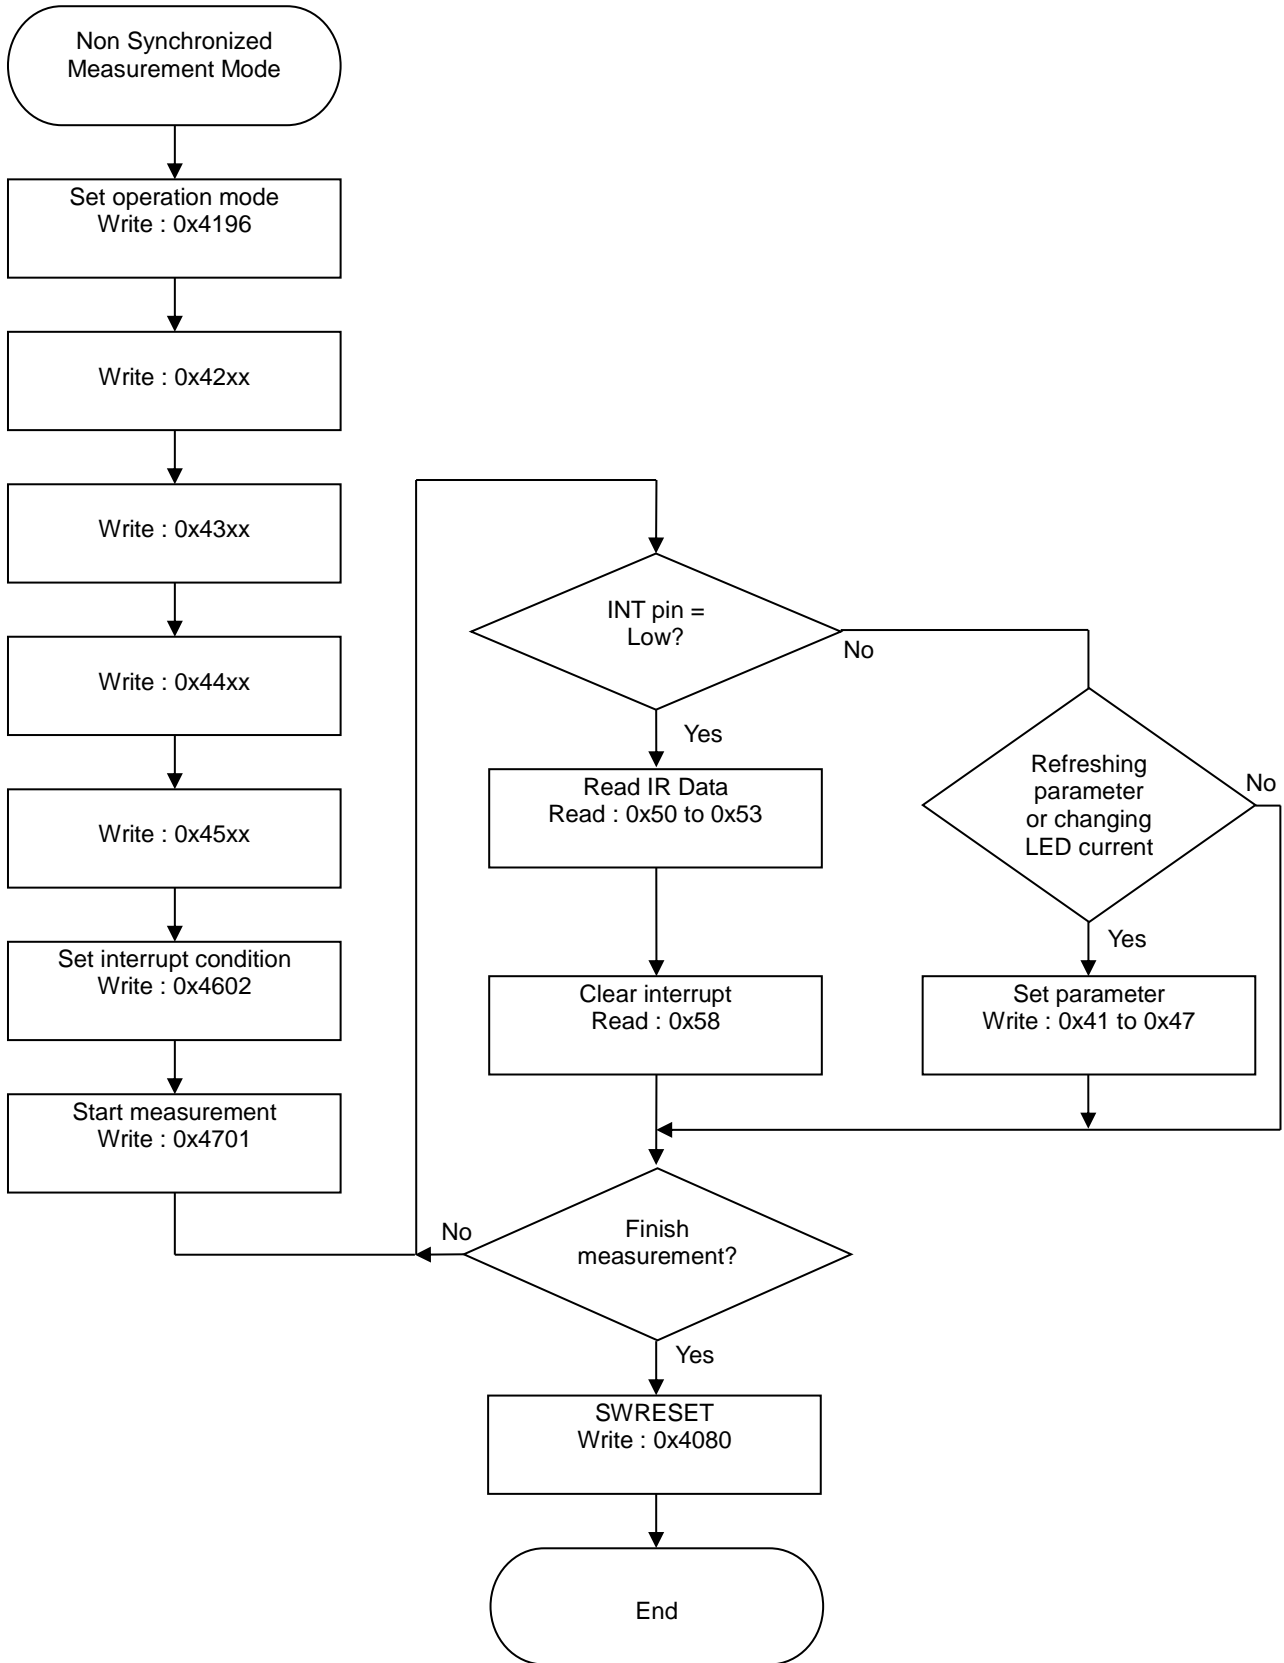 Non Synchronized
Measurement Mode
Set operation mode
Write : 0x4196
Write : 0x42xx
Write : 0x43xx
Write : 0x44xx
Write : 0x45xx
Set interrupt condition
Write : 0x4602
Start measurement
Write : 0x4701
INT pin =
Low?
No
Yes
Read IR Data
Read : 0x50 to 0x53
Clear interrupt
Read : 0x58
Refreshing
parameter
or changing
LED current
No
Yes
Set parameter
Write : 0x41 to 0x47
Finish
measurement?
No
Yes
SWRESET
Write : 0x4080
End